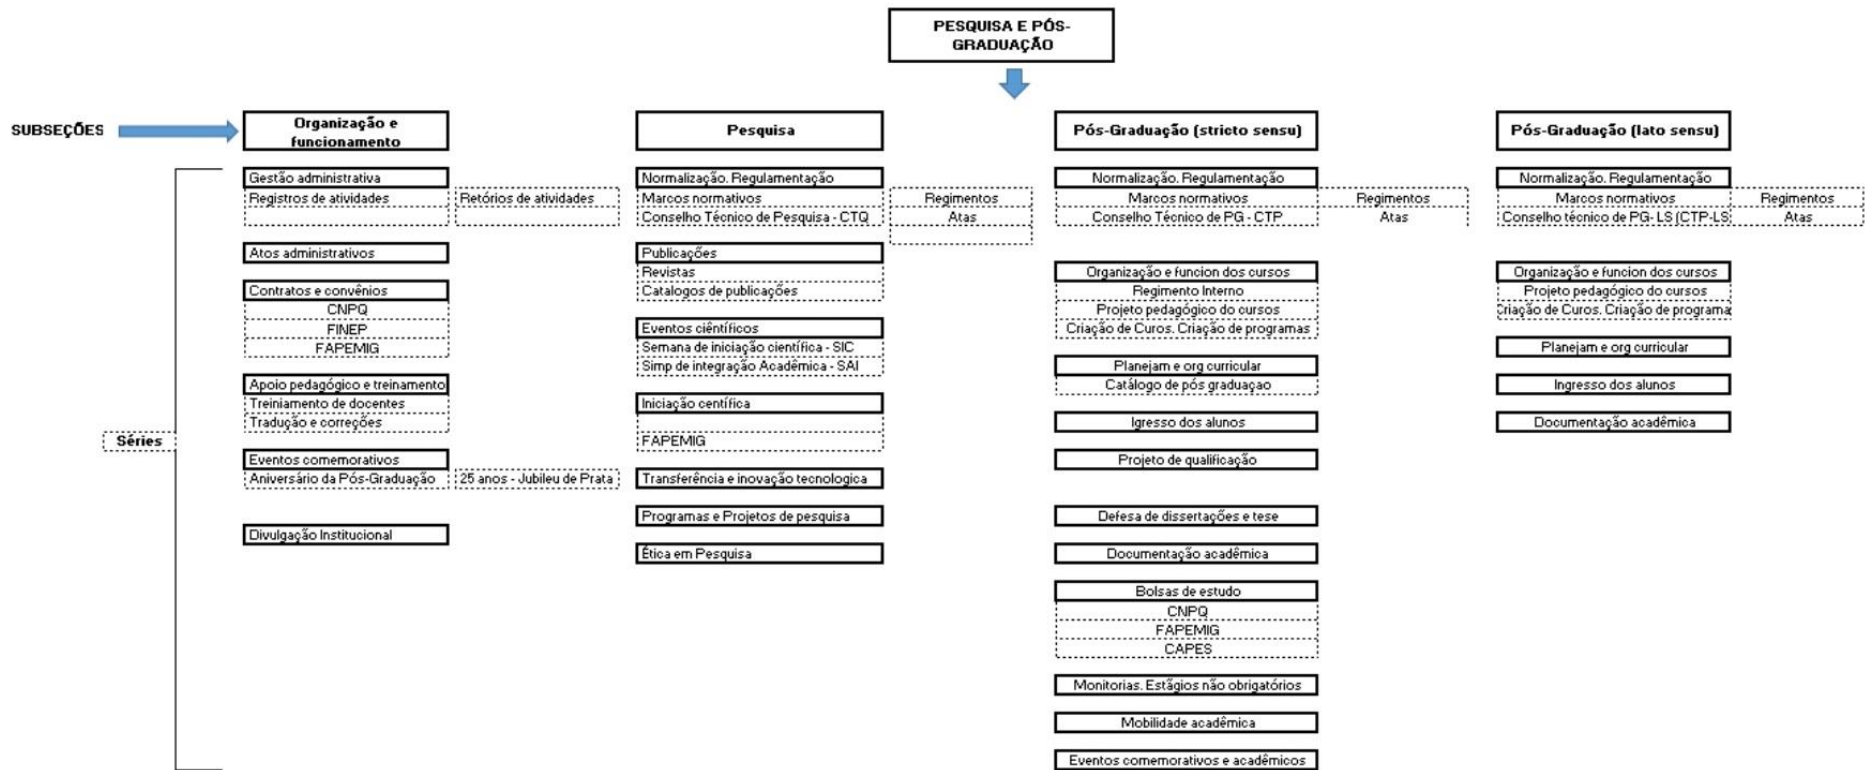 PESQUISA E PÓS-
GRADUAÇÃO
SUBSEÇÕES
Organização e
funcionamento
Pesquisa
Pós-Graduação (stricto sensu)
Pós-Graduação (lato sensu)
Séries
Gestão administrativa
Registros de atividades
Retórios de atividades
Atos administrativos
Contratos e convênios
CNPQ
FINEP
FAPEMIG
Apoio pedagógico e treinamento
Treiniamento de docentes
Tradução e correções
Eventos comemorativos
Aniversário da Pós-Graduação
25 anos - Jubileu de Prata
Divulgação Institucional
Normalização. Regulamentação
Marcos normativos
Regimentos
Conselho Técnico de Pesquisa - CTQ
Atas
Publicações
Revistas
Catalogos de publicações
Eventos ciêntíficos
Semana de iniciação científica - SIC
Simp de integração Acadêmica - SAI
Iniciação centífica
FAPEMIG
Transferência e inovação tecnologica
Programas e Projetos de pesquisa
Ética em Pesquisa
Normalização. Regulamentação
Marcos normativos
Regimentos
Conselho Técnico de PG - CTP
Atas
Organização e funcion dos cursos
Regimento Interno
Projeto pedagógico do cursos
Criação de Curos. Criação de programas
Planejam e org curricular
Catálogo de pós graduaçao
Igresso dos alunos
Projeto de qualificação
Defesa de dissertações e tese
Documentação acadêmica
Bolsas de estudo
CNPQ
FAPEMIG
CAPES
Monitorias. Estágios não obrigatórios
Mobilidade acadêmica
Eventos comemorativos e acadêmicos
Normalização. Regulamentação
Marcos normativos
Regimentos
Conselho técnico de PG- LS (CTP-LS
Atas
Organização e funcion dos cursos
Projeto pedagógico do cursos
riação de Curos. Criação de programa
Planejam e org curricular
Ingresso dos alunos
Documentação acadêmica